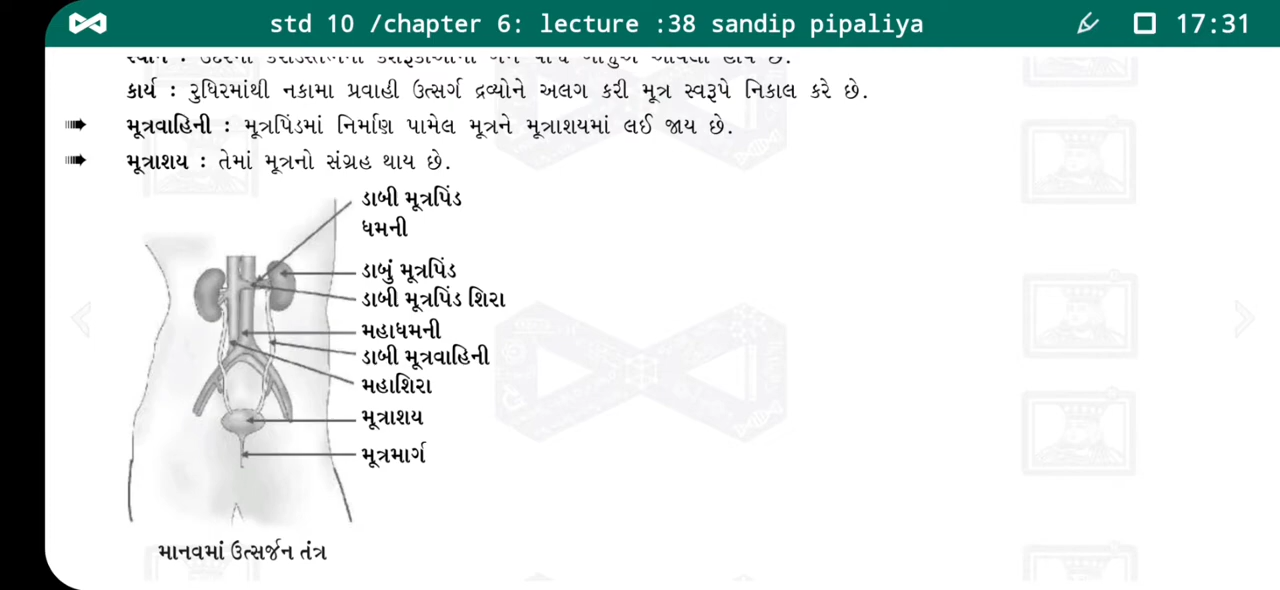 std 10 /chapter 6: lecture :38 sandip pipaliya
17:31
કાર્ય : રુધિરમાંથી નકામા પ્રવાહી ઉત્સર્ગ દ્રવ્યોને અલગ કરી મૂત્ર સ્વરૂપે નિકાલ કરે છે.
મૂત્રવાહિની : મૂત્રપિંડમાં નિર્માણ પામેલ મૂત્રને મૂત્રાશયમાં લઈ જાય છે.
મૂત્રાશય : તેમાં મૂત્રનો સંગ્રહ થાય છે.
ડાબી મૂત્રપિંડ
ધમની
ડાબું મૂત્રપિંડ
ડાબી મૂત્રપિંડ શિરા
મહાધમની
ડાબી મૂત્રવાહિની
મહાશિરા
મૂત્રાશય
મૂત્રમાર્ગ
માનવમાં ઉત્સર્જન તંત્ર